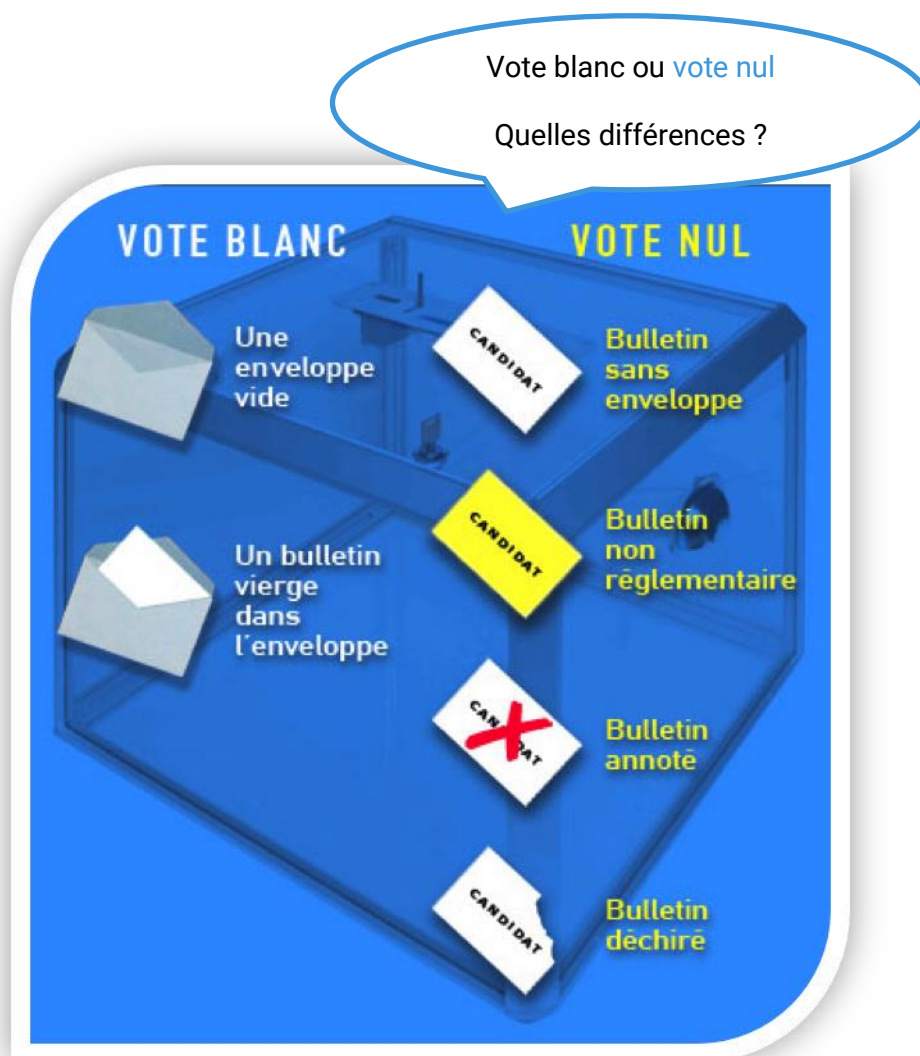 Vote blanc ou vote nul
Quelles différences ?
VOTE BLANC
Une
enveloppe
vide
Un bulletin
vierge
dans
l'enveloppe
VOTE NUL
CANDIDAT
Bulletin
sans
enveloppe
CANDIDAT
Bulletin
non
réglementaire
CANDIDAT
Bulletin
annoté
CANDIDAT
Bulletin
déchiré